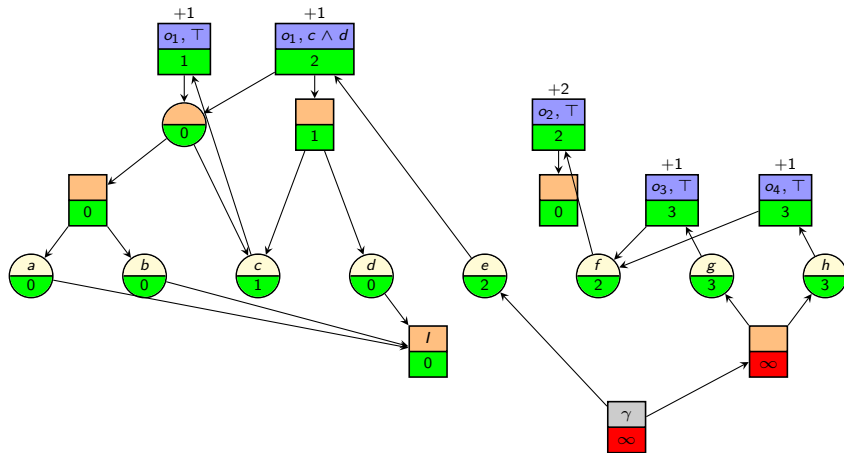 +1
+1
o₁, ⊤
o₁, c ∧ d
1
2
+2
o₂, ⊤
0
1
2
+1
+1
o₃, ⊤
o₄, ⊤
0
0
3
3
a
b
c
d
e
f
g
h
0
0
1
0
2
2
3
3
I
0
∞
γ
∞